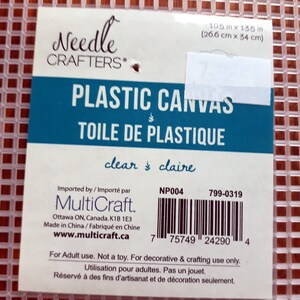 Needle
CRAFTERS®
10.5 in x 13.5 in
(26.6 cm x 34 cm)
PLASTIC CANVAS
&
TOILE DE PLASTIQUE
clear & claire
Imported by / Importé par
MultiCraft.
Ottawa ON, Canada. K1B 1E3
Made in China / Fabriqué en Chine
www.multicraft.ca
NP004 799-0319
7 75749 24290 4
For Adult use. Not a toy. For decorative & crafting use only.
Utilisation pour adultes. Pas un jouet.
Réservé à des fins d'artisanat et de décoration seulement.